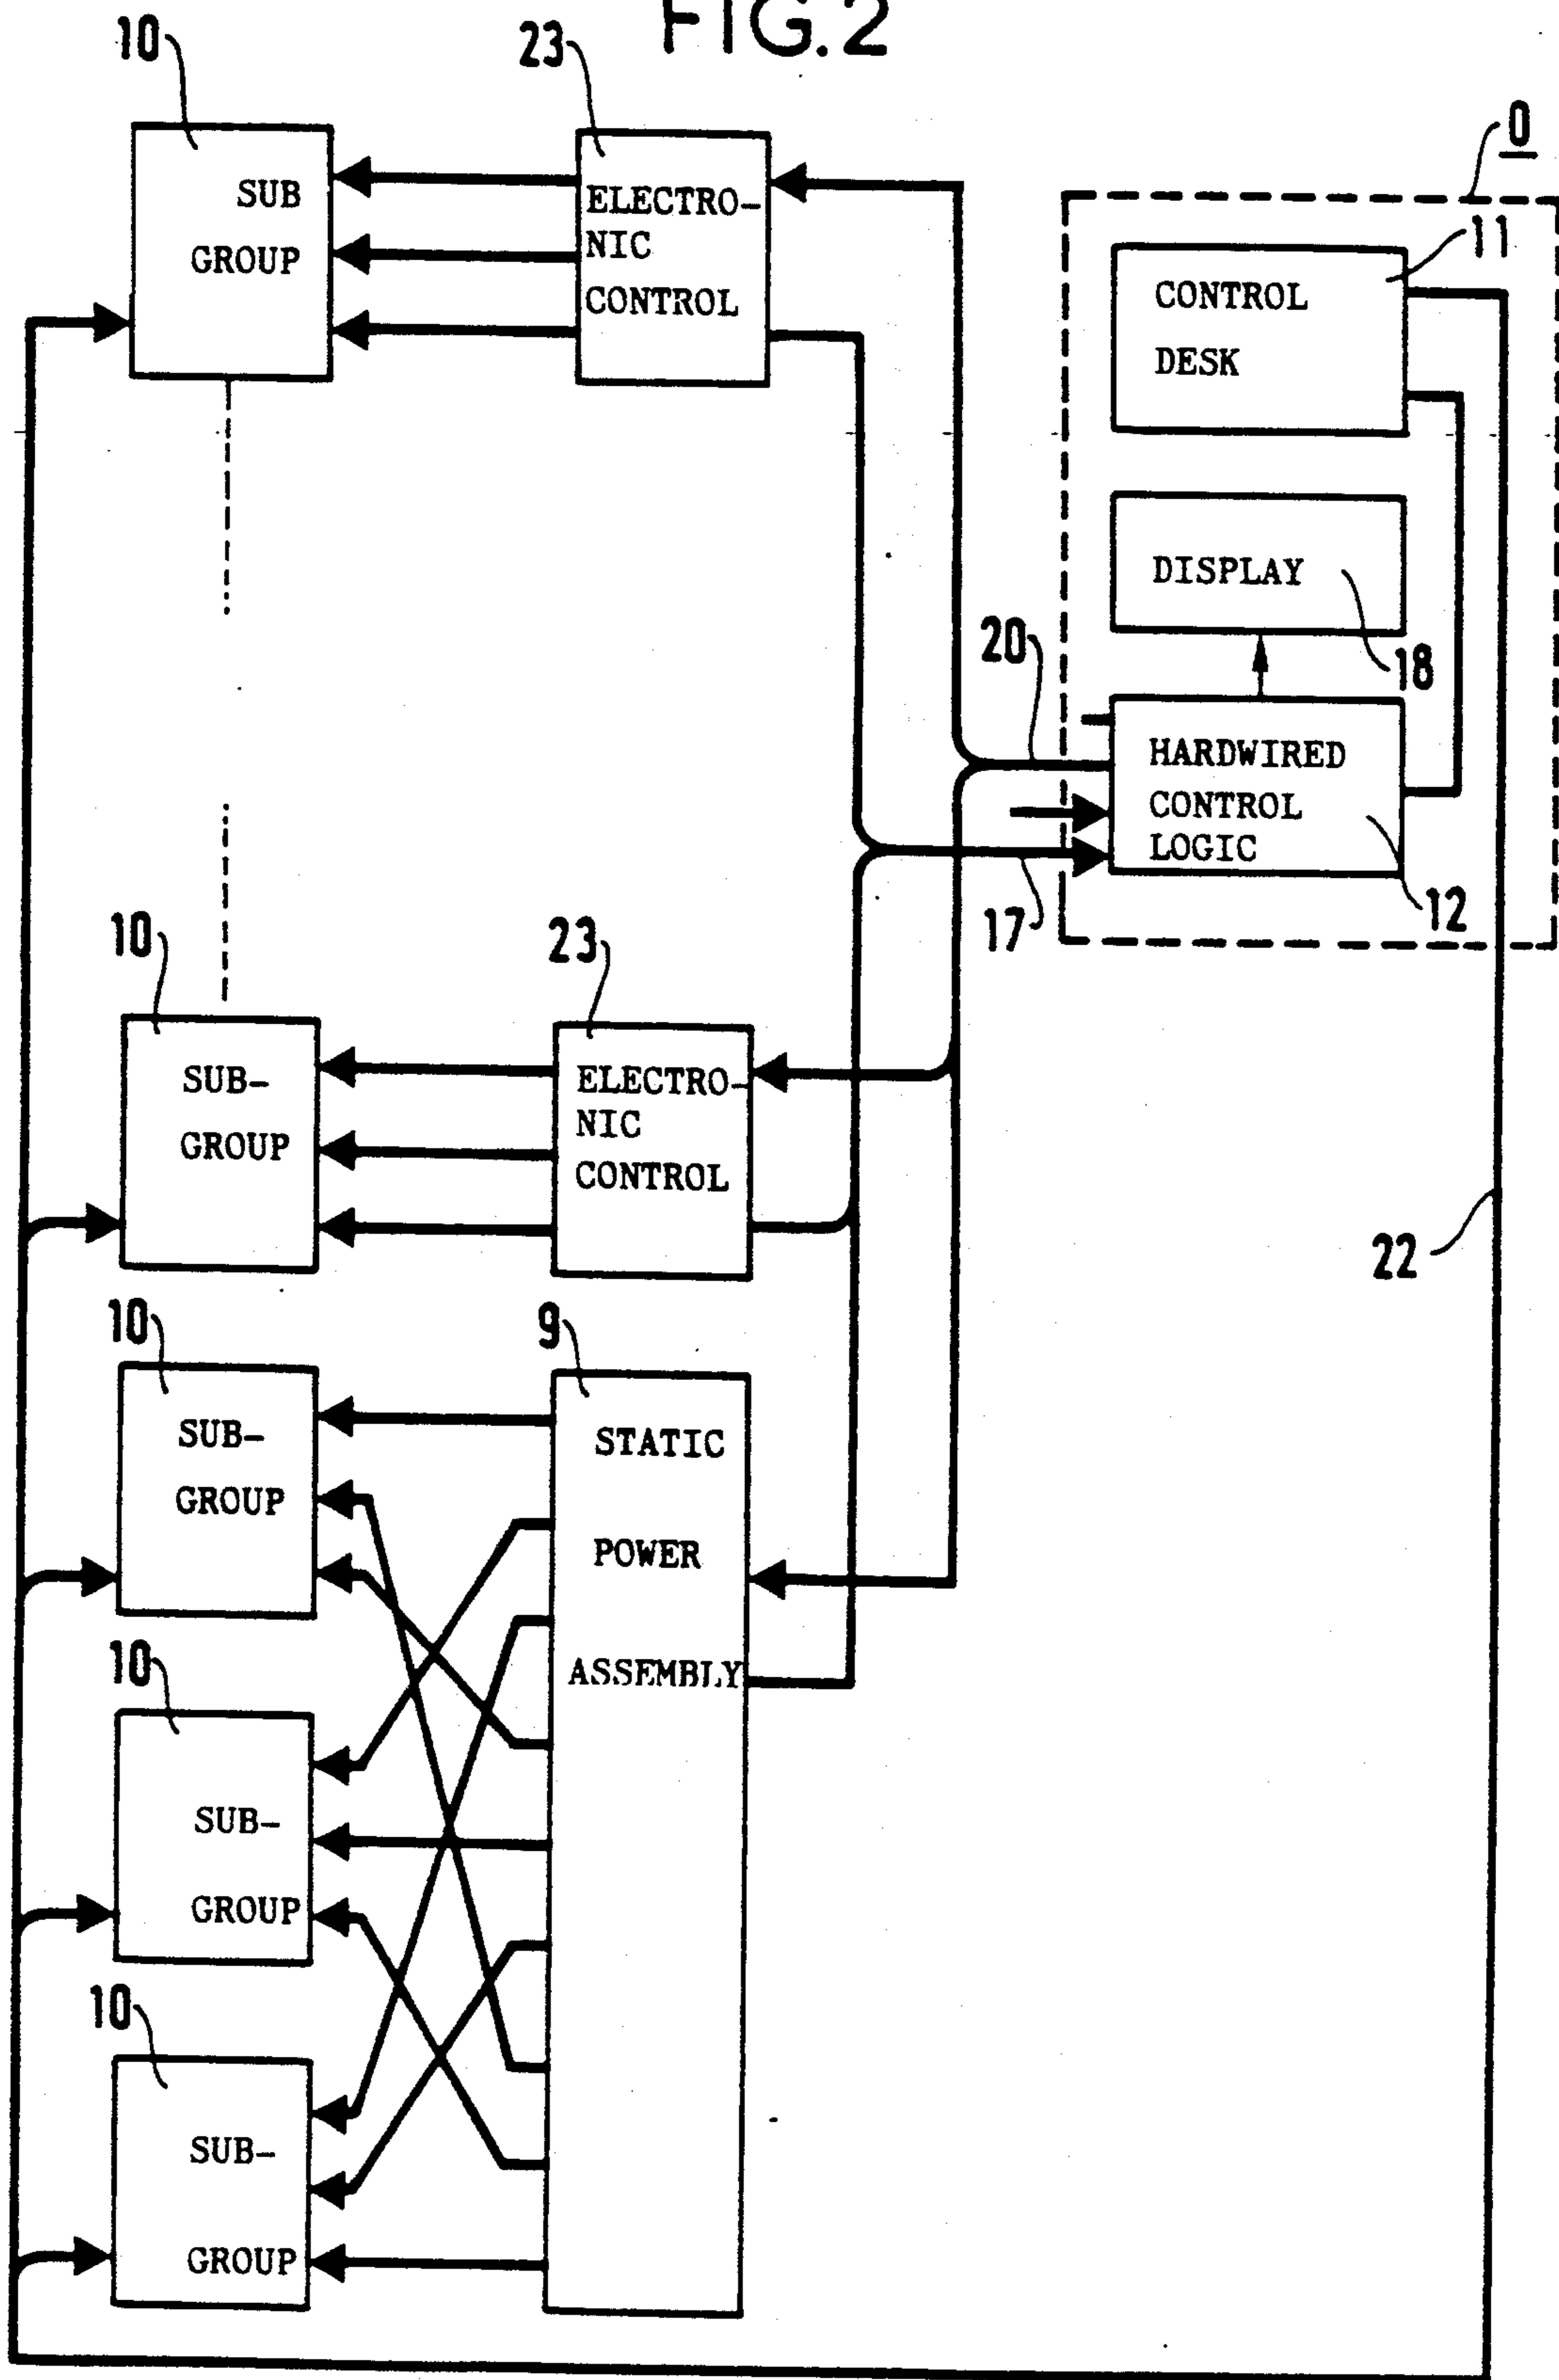 FIG. 2
10
23
0
SUB
GROUP
ELECTRO-
NIC
CONTROL
11
CONTROL
DESK
DISPLAY
18
20
HARDWIRED
CONTROL
LOGIC
12
17
10
23
SUB-
GROUP
ELECTRO-
NIC
CONTROL
22
10
9
SUB-
GROUP
STATIC
POWER
ASSEMBLY
10
SUB-
GROUP
10
SUB-
GROUP